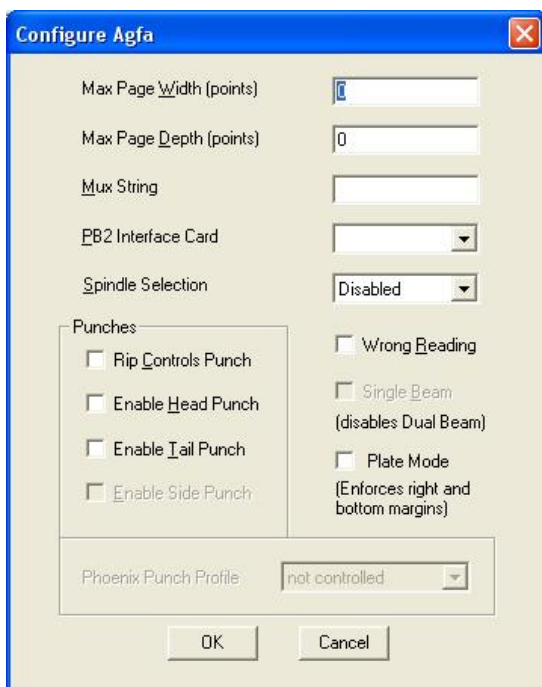 Configure Agfa
Max Page Width (points)
0
Max Page Depth (points)
0
Mux String
PB2 Interface Card
Spindle Selection
Disabled
Punches
Rip Controls Punch
Enable Head Punch
Enable Tail Punch
Enable Side Punch
Wrong Reading
Single Beam
(disables Dual Beam)
Plate Mode
(Enforces right and
bottom margins)
Phoenix Punch Profile
not controlled
OK
Cancel